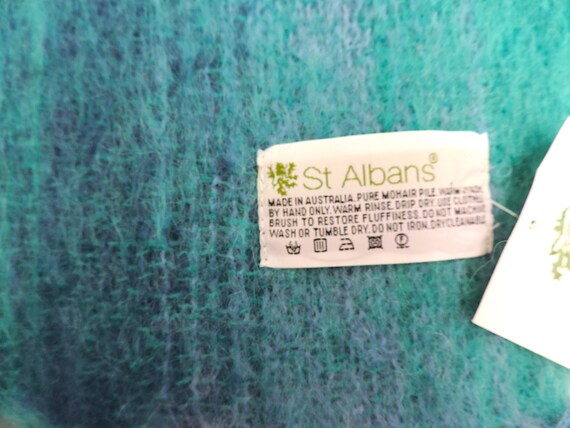 St Albans®
MADE IN AUSTRALIA. PURE MOHAIR PILE. WARM WASH
BY HAND ONLY. WARM RINSE. DRIP DRY. USE CLOTHES
BRUSH TO RESTORE FLUFFINESS. DO NOT MACHINE
WASH OR TUMBLE DRY. DO NOT IRON. DRYCLEANABLE